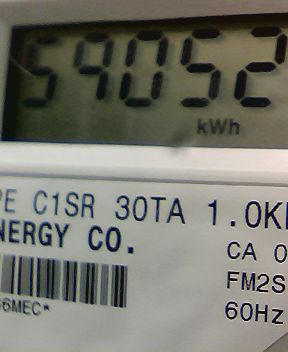 59052
kWh
PE C1SR 30TA 1.0K
NERGY CO.
CA 0
FM2S
6MEC*
60Hz